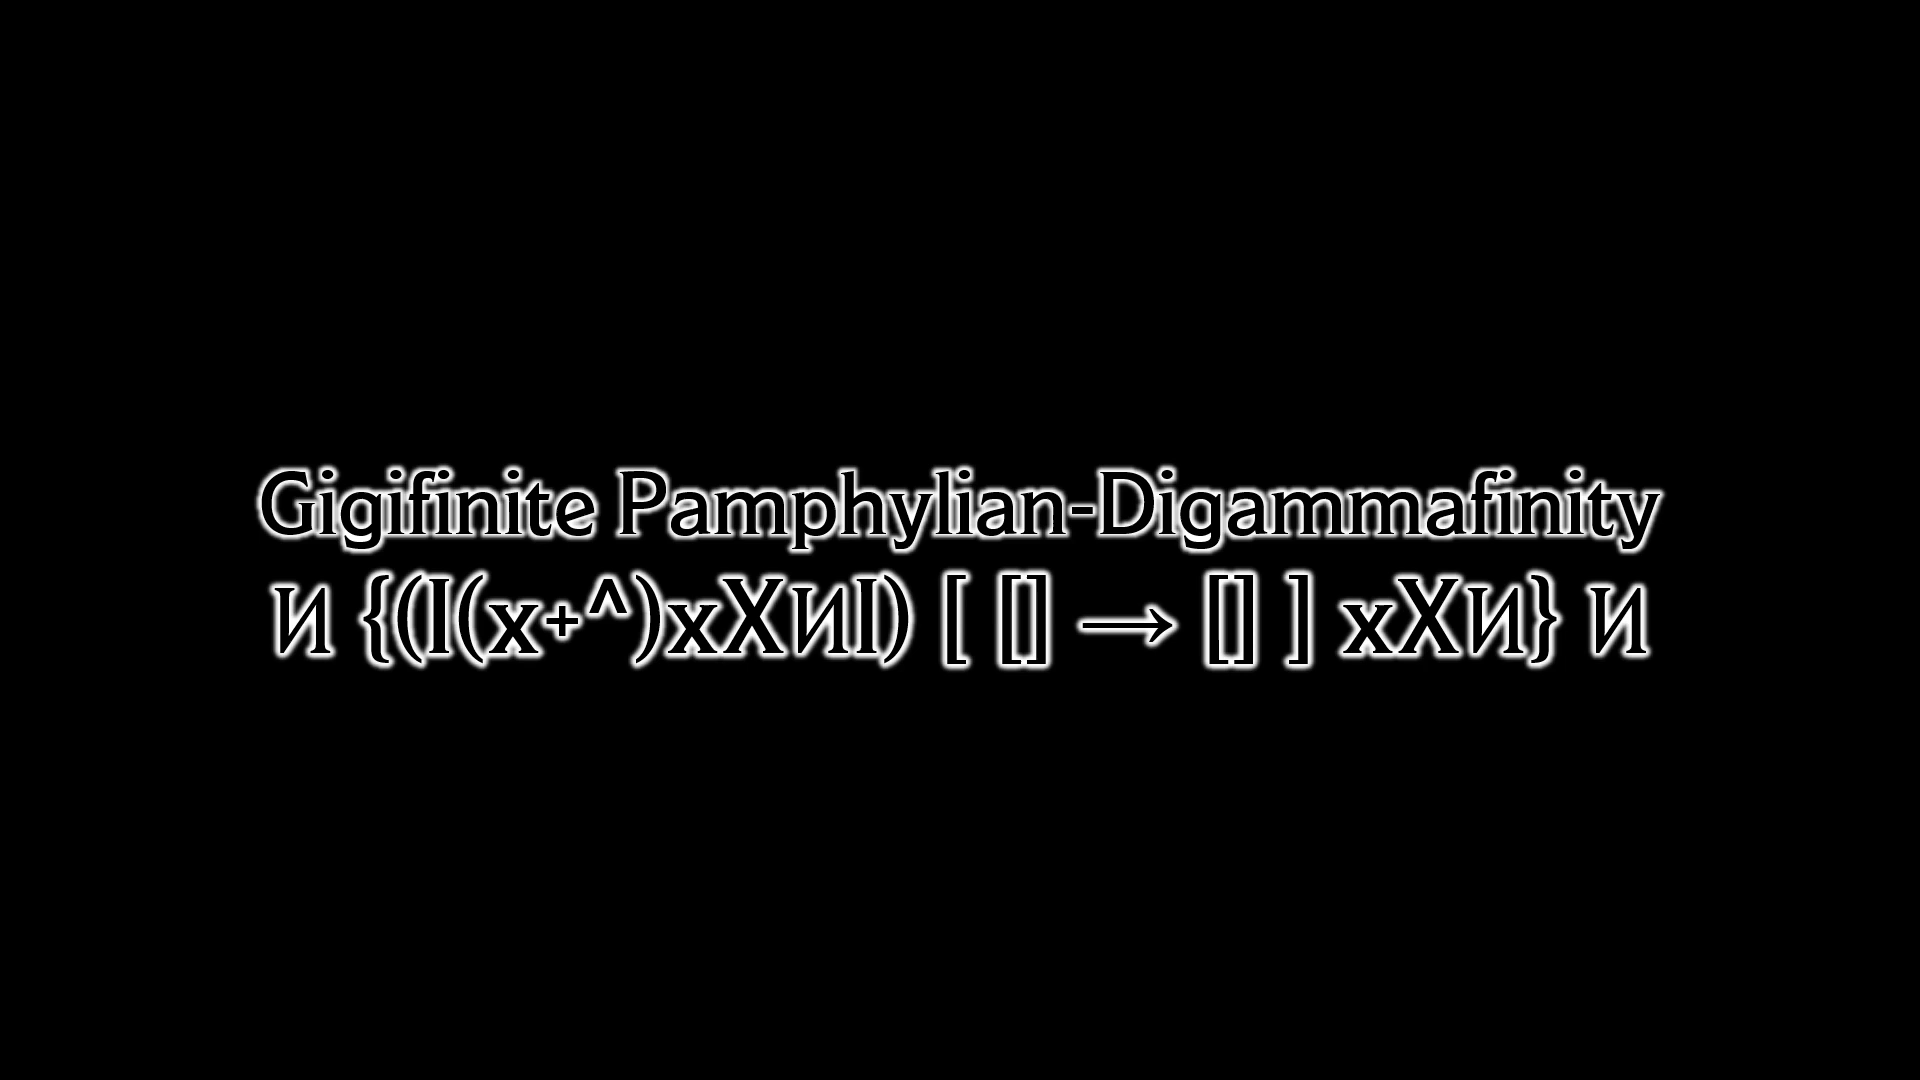 Gigifinite Pamphylian-Digammafinity
И {(I(x+^)xXИI) [ [] → [] ] xXИ} И